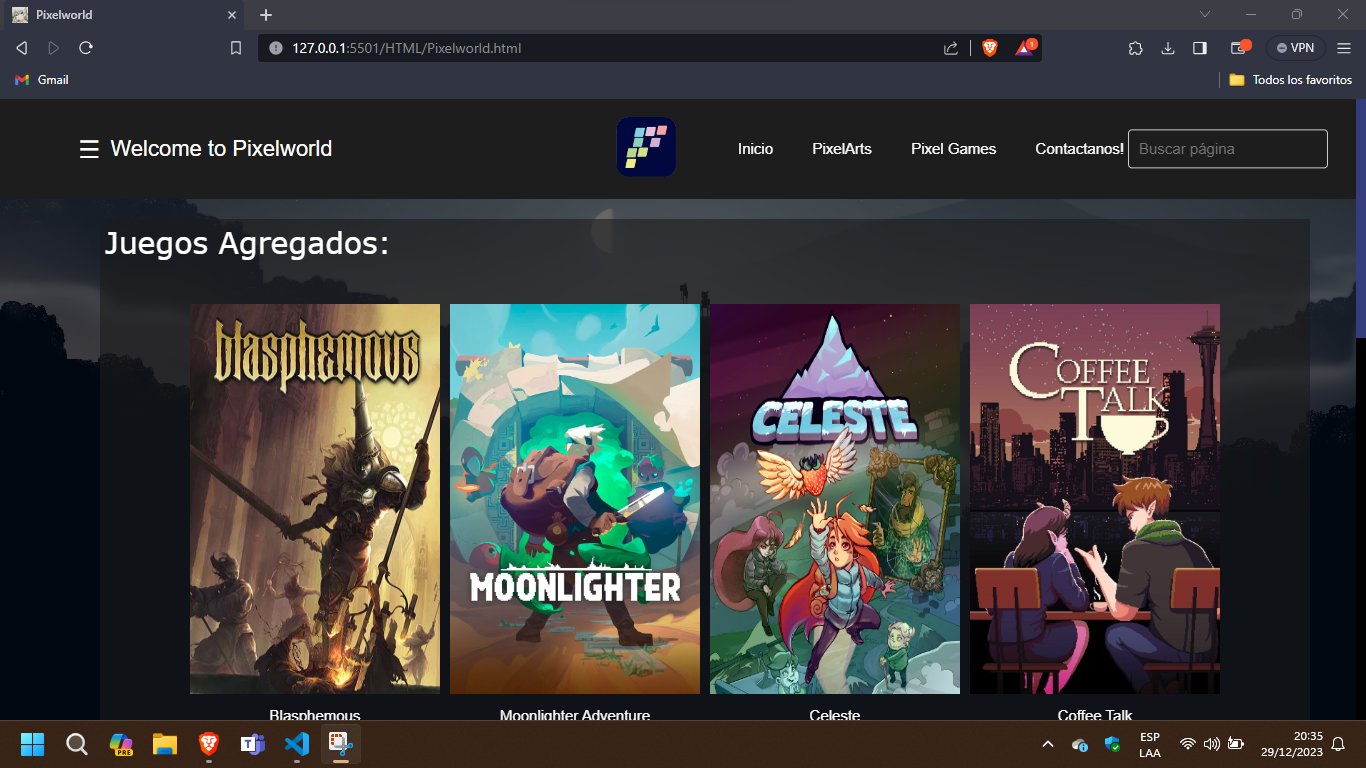 Pixelworld
127.0.0.1:5501/HTML/Pixelworld.html
1
VPN
Gmail
Todos los favoritos
Welcome to Pixelworld
Inicio
PixelArts
Pixel Games
Contactanos!
Buscar página
Juegos Agregados:
blasphemous
MOONLIGHTER
CELESTE
COFFEE
TALK
Blasphemous
Moonlighter Adventure
Celeste
Coffee Talk
PRE
ESP
LAA
20:35
29/12/2023